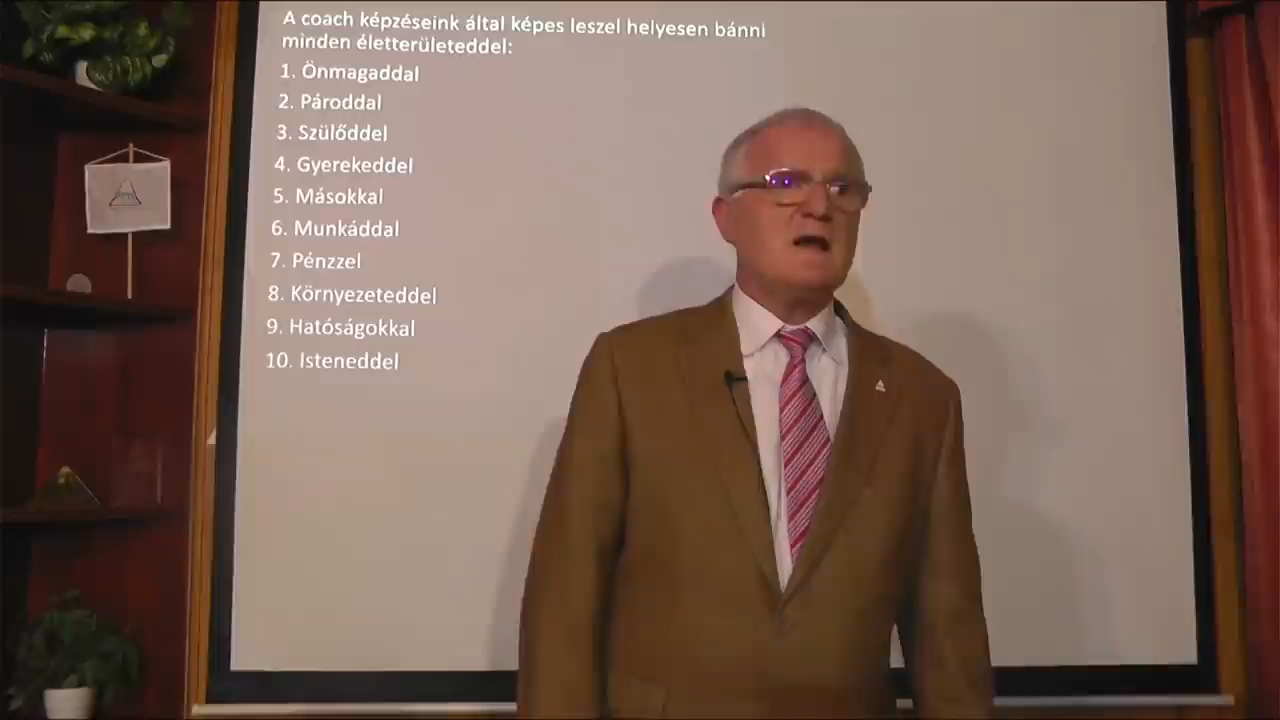 A coach képzéseink által képes leszel helyesen bánni
minden életterületeddel:
1. Önmagaddal
2. Pároddal
3. Szülőddel
4. Gyerekeddel
5. Másokkal
6. Munkáddal
7. Pénzzel
8. Környezeteddel
9. Hatóságokkal
10. Isteneddel